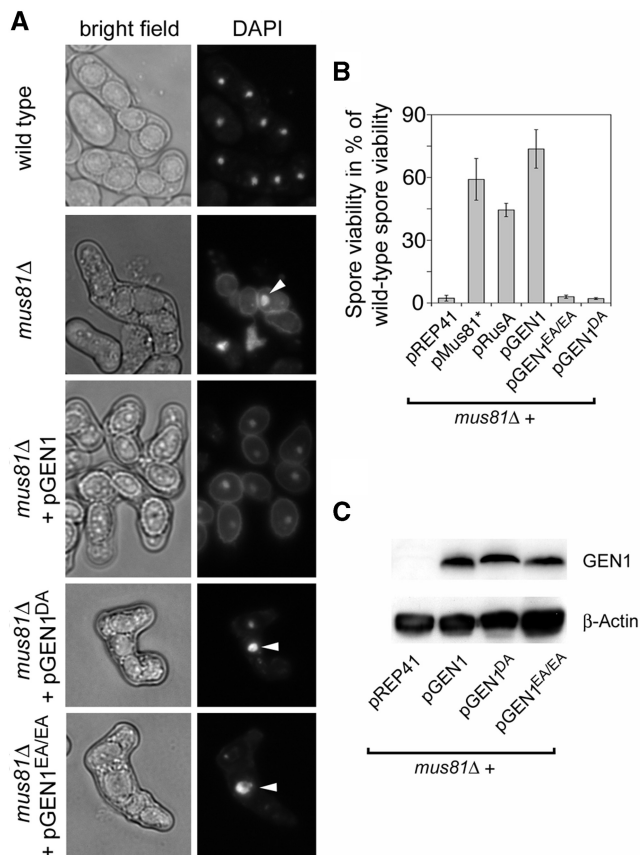 A
bright field DAPI
wild type
mus81Δ
mus81Δ
+ pGEN1
mus81Δ
+ pGEN1DA
mus81Δ
+ pGEN1EA/EA
B
Spore viability in % of
wild-type spore viability
90
60
30
0
pREP41
pMus81*
pRusA
pGEN1
pGEN1EA/EA
pGEN1DA
mus81Δ +
C
GEN1
β-Actin
pREP41
pGEN1
pGEN1DA
pGEN1EA/EA
mus81Δ +